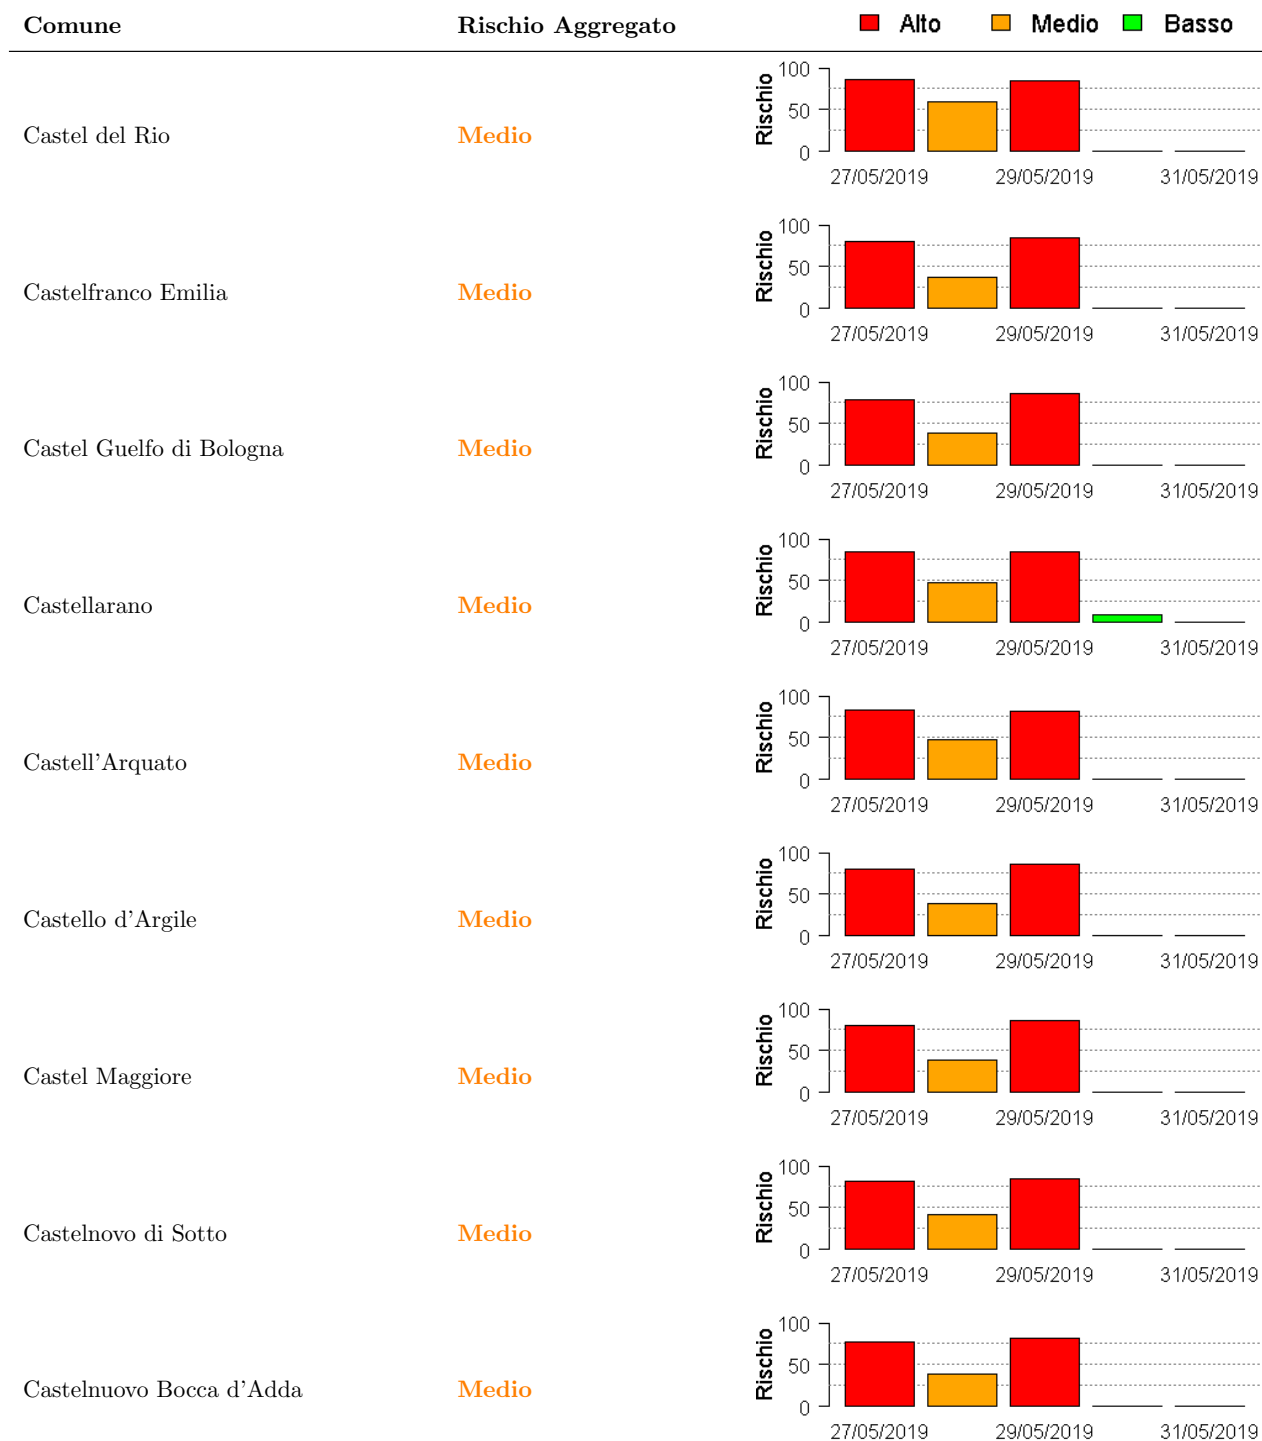 Comune Rischio Aggregato Alto Medio Basso
Castel del Rio Medio
Rischio
100
50
0
27/05/2019 29/05/2019 31/05/2019
Castelfranco Emilia Medio
Rischio
100
50
0
27/05/2019 29/05/2019 31/05/2019
Castel Guelfo di Bologna Medio
Rischio
100
50
0
27/05/2019 29/05/2019 31/05/2019
Castellarano Medio
Rischio
100
50
0
27/05/2019 29/05/2019 31/05/2019
Castell'Arquato Medio
Rischio
100
50
0
27/05/2019 29/05/2019 31/05/2019
Castello d'Argile Medio
Rischio
100
50
0
27/05/2019 29/05/2019 31/05/2019
Castel Maggiore Medio
Rischio
100
50
0
27/05/2019 29/05/2019 31/05/2019
Castelnovo di Sotto Medio
Rischio
100
50
0
27/05/2019 29/05/2019 31/05/2019
Castelnuovo Bocca d'Adda Medio
Rischio
100
50
0
27/05/2019 29/05/2019 31/05/2019